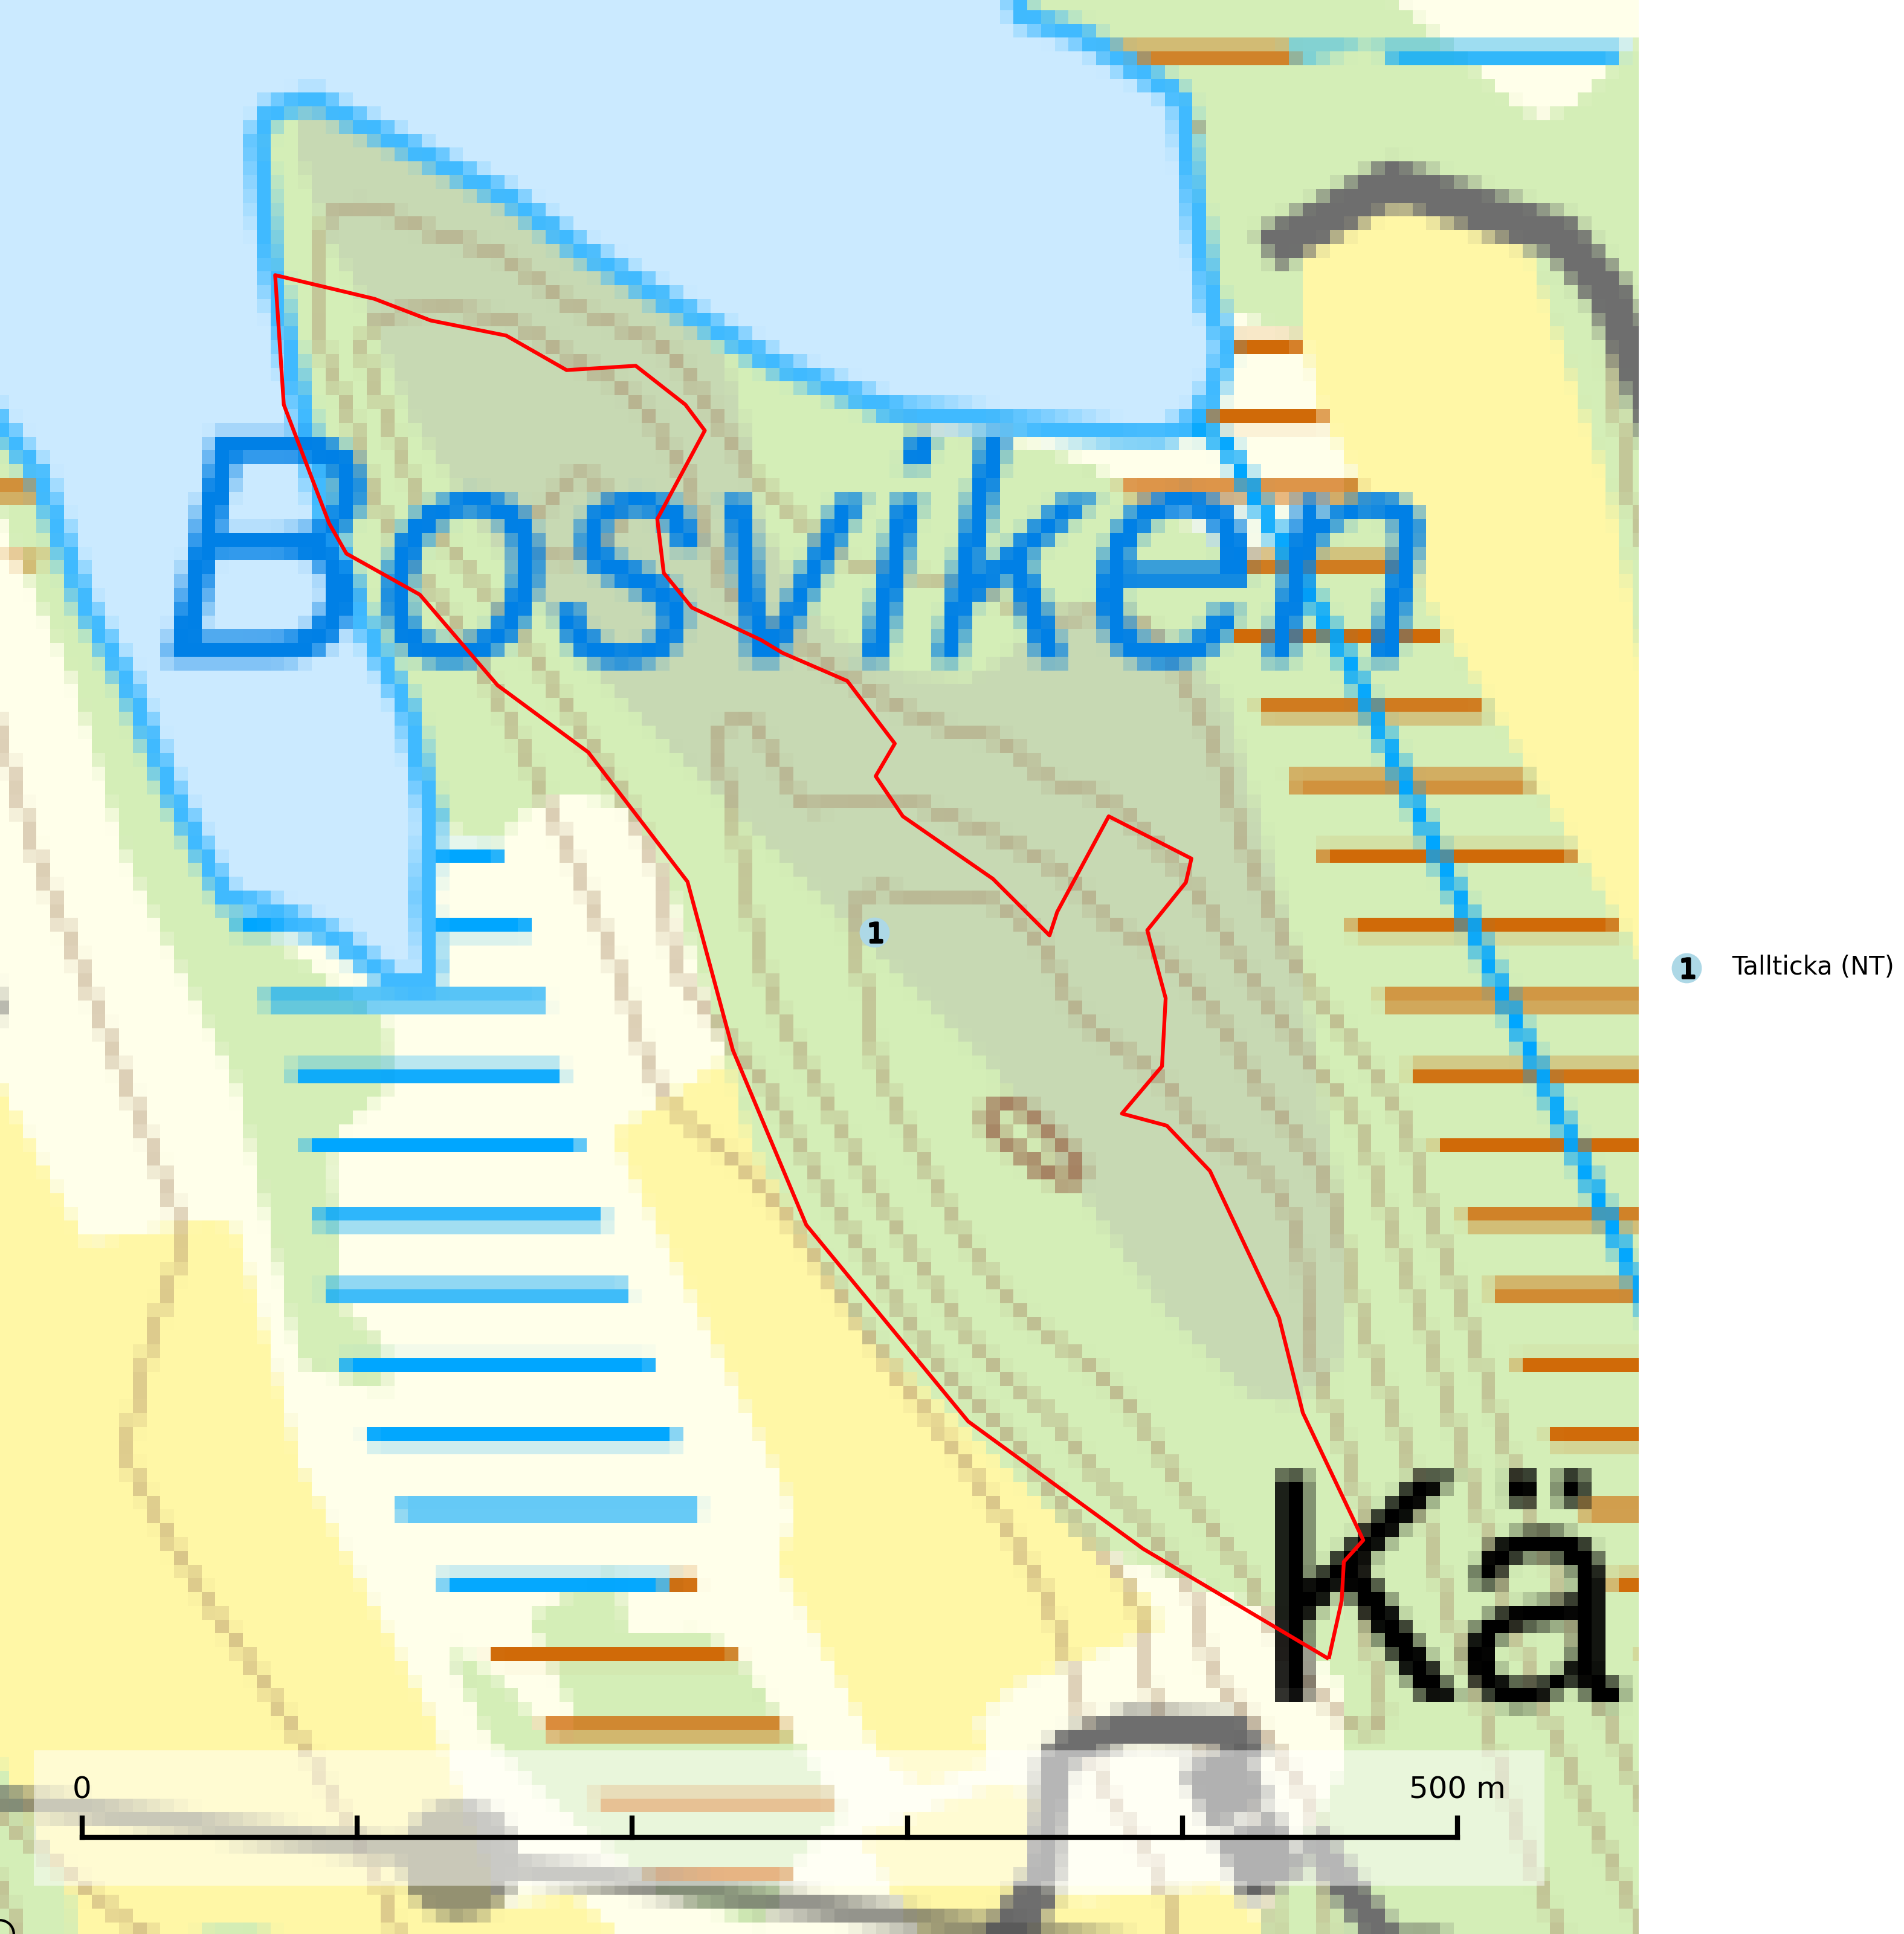 Bosviken
1
1 Tallticka (NT)
Kä
0 500 m